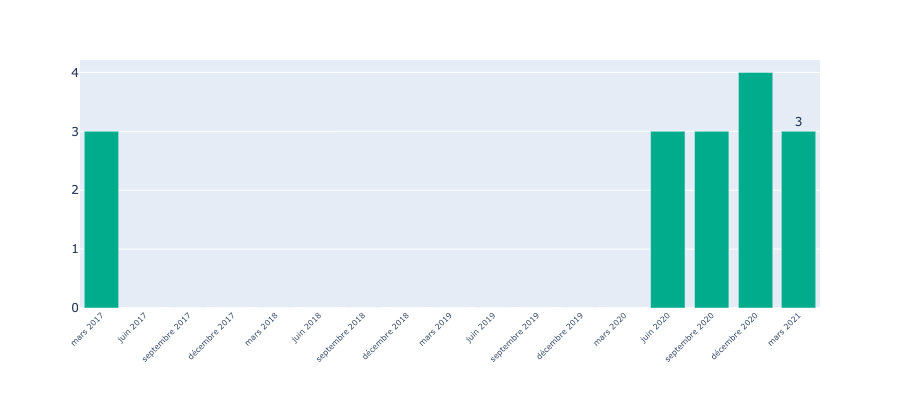 4
3
2
1
0
3
mars 2017
juin 2017
septembre 2017
décembre 2017
mars 2018
juin 2018
septembre 2018
décembre 2018
mars 2019
juin 2019
septembre 2019
décembre 2019
mars 2020
juin 2020
septembre 2020
décembre 2020
mars 2021